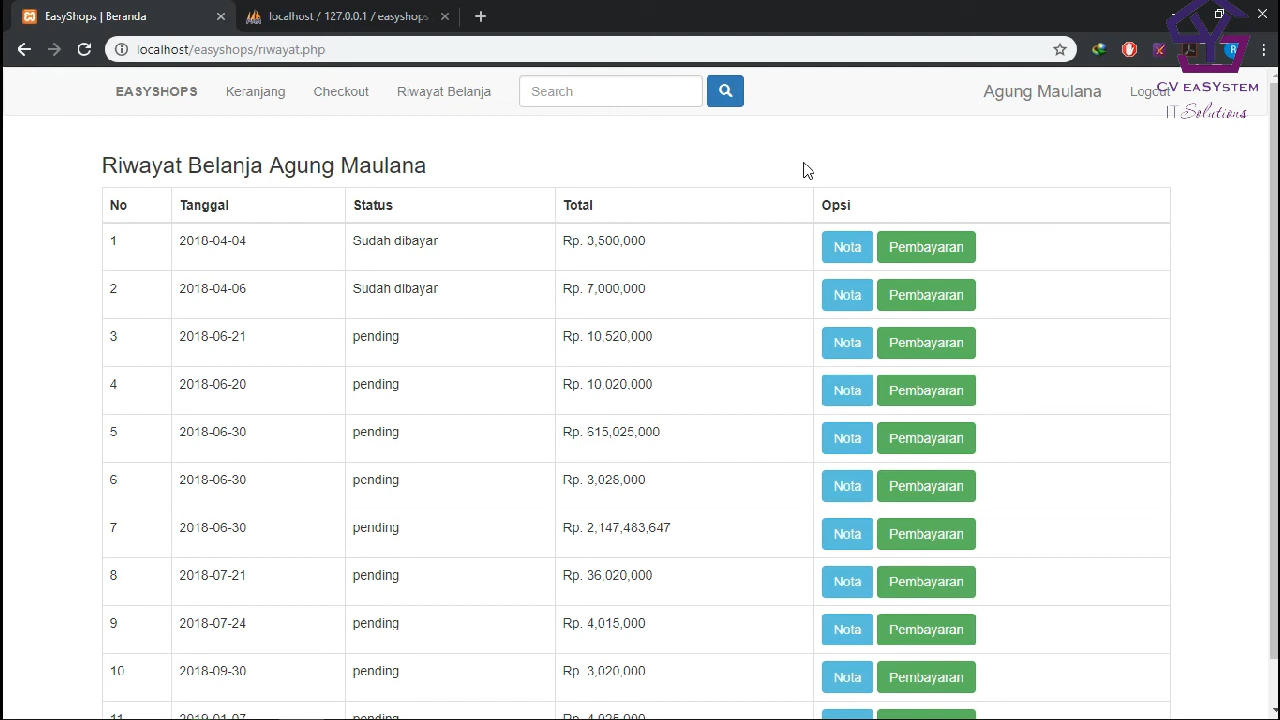 EasyShops | Beranda
localhost / 127.0.0.1 / easyshops
localhost/easyshops/riwayat.php
EASYSHOPS Keranjang Checkout Riwayat Belanja Search Agung Maulana Logout
CV EASYSTEM
IT Solutions
Riwayat Belanja Agung Maulana
No Tanggal Status Total Opsi
1 2018-04-04 Sudah dibayar Rp. 3,500,000 Nota Pembayaran
2 2018-04-06 Sudah dibayar Rp. 7,000,000 Nota Pembayaran
3 2018-06-21 pending Rp. 10,520,000 Nota Pembayaran
4 2018-06-20 pending Rp. 10,020,000 Nota Pembayaran
5 2018-06-30 pending Rp. 615,025,000 Nota Pembayaran
6 2018-06-30 pending Rp. 3,028,000 Nota Pembayaran
7 2018-06-30 pending Rp. 2,147,483,647 Nota Pembayaran
8 2018-07-21 pending Rp. 36,020,000 Nota Pembayaran
9 2018-07-24 pending Rp. 4,015,000 Nota Pembayaran
10 2018-09-30 pending Rp. 3,020,000 Nota Pembayaran
11 2019-01-07 pending Rp.